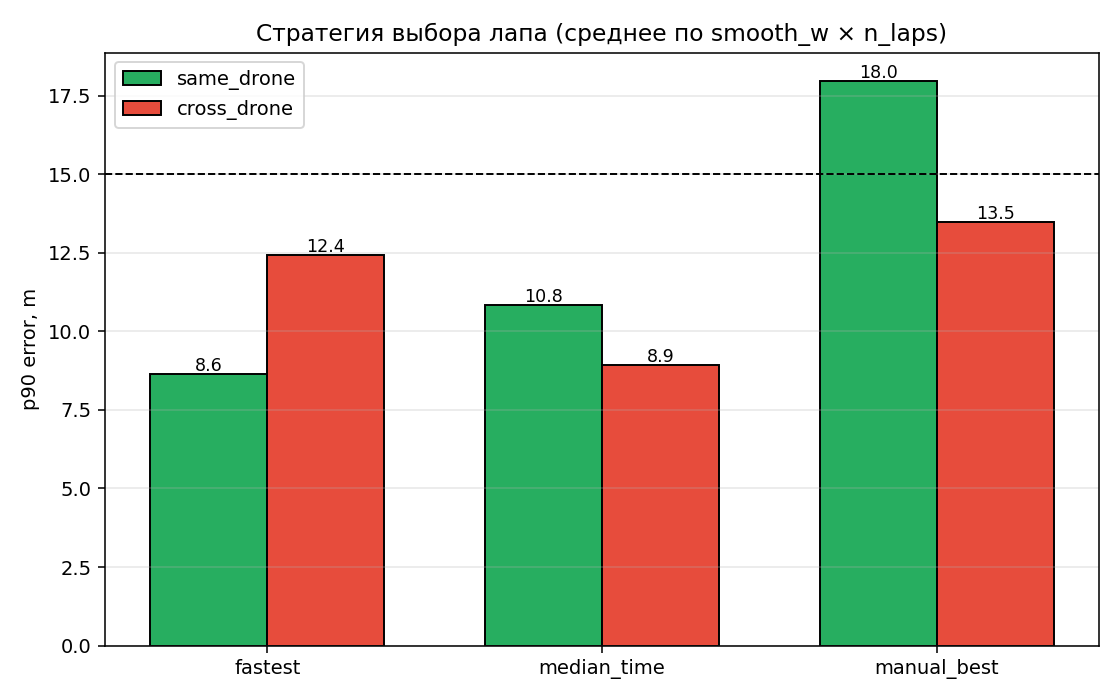 Стратегия выбора лапа (среднее по smooth_w × n_laps)
same_drone
cross_drone
p90 error, m
17.5
15.0
12.5
10.0
7.5
5.0
2.5
0.0
8.6
12.4
10.8
8.9
18.0
13.5
fastest
median_time
manual_best